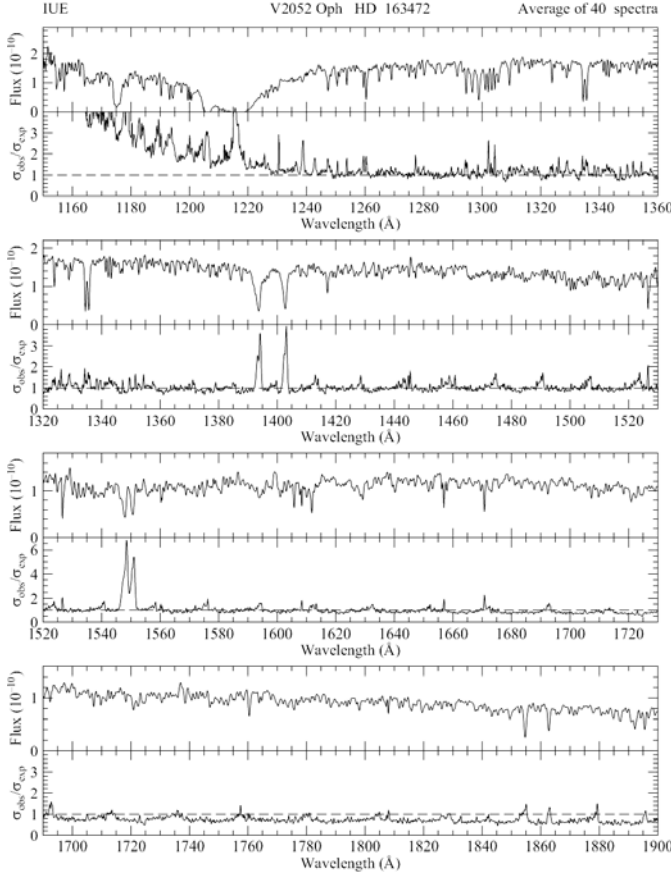 IUE V2052 Oph HD 163472 Average of 40 spectra
Flux (10⁻¹⁰)
2
1
0
σobs/σexp
3
2
1
0
1160 1180 1200 1220 1240 1260 1280 1300 1320 1340 1360
Wavelength (Å)
Flux (10⁻¹⁰)
2
1
0
σobs/σexp
3
2
1
0
1320 1340 1360 1380 1400 1420 1440 1460 1480 1500 1520
Wavelength (Å)
Flux (10⁻¹⁰)
1
0
σobs/σexp
6
4
2
0
1520 1540 1560 1580 1600 1620 1640 1660 1680 1700 1720
Wavelength (Å)
Flux (10⁻¹⁰)
1
0
σobs/σexp
3
2
1
0
1700 1720 1740 1760 1780 1800 1820 1840 1860 1880 1900
Wavelength (Å)